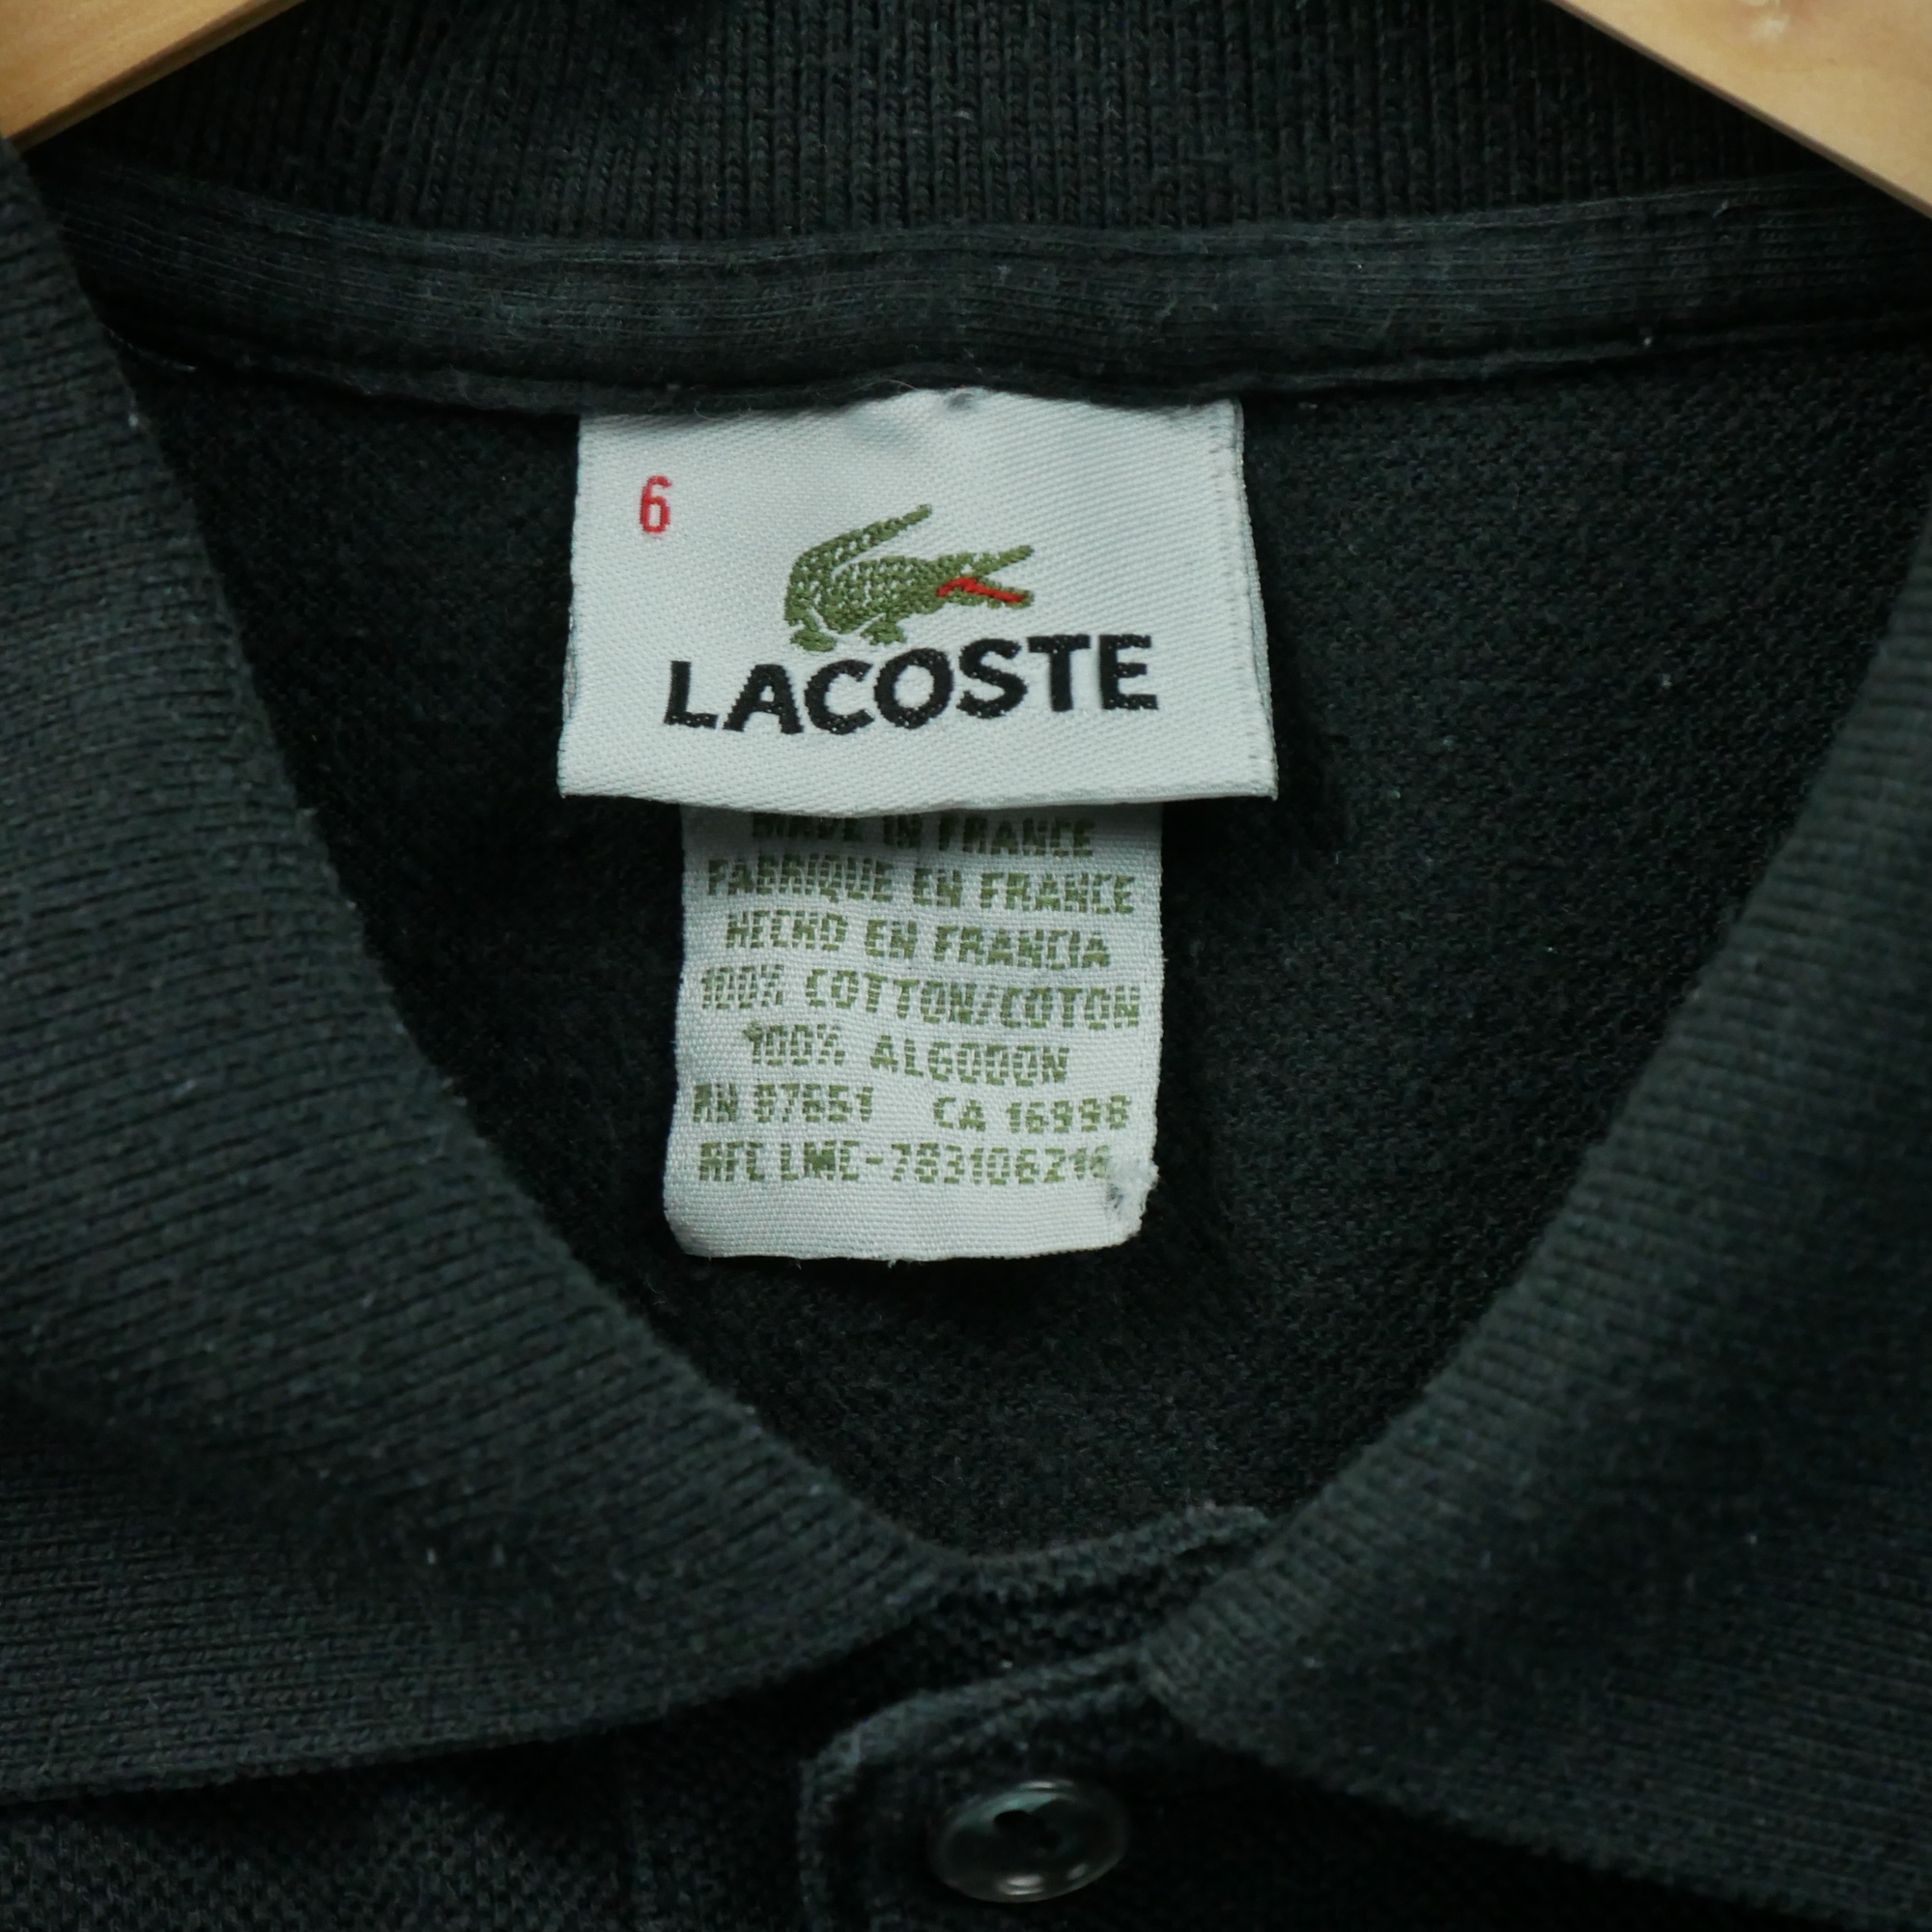 6
LACOSTE
MADE IN FRANCE
FABRIQUE EN FRANCE
HECHO EN FRANCIA
100% COTTON/COTON
100% ALGODON
RN 97651 CA 16998
RFC LME-783106216